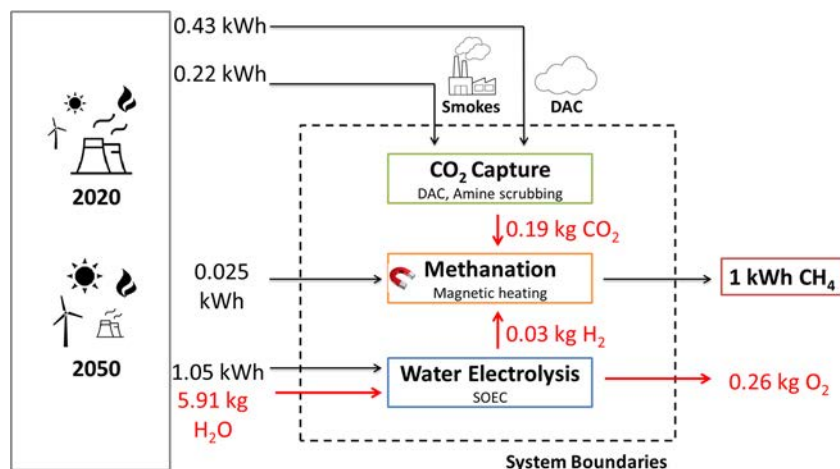 0.43 kWh
0.22 kWh
Smokes
DAC
2020
CO₂ Capture
DAC, Amine scrubbing
0.19 kg CO₂
0.025
kWh
Methanation
Magnetic heating
1 kWh CH₄
0.03 kg H₂
2050
1.05 kWh
5.91 kg
H₂O
Water Electrolysis
SOEC
0.26 kg O₂
System Boundaries